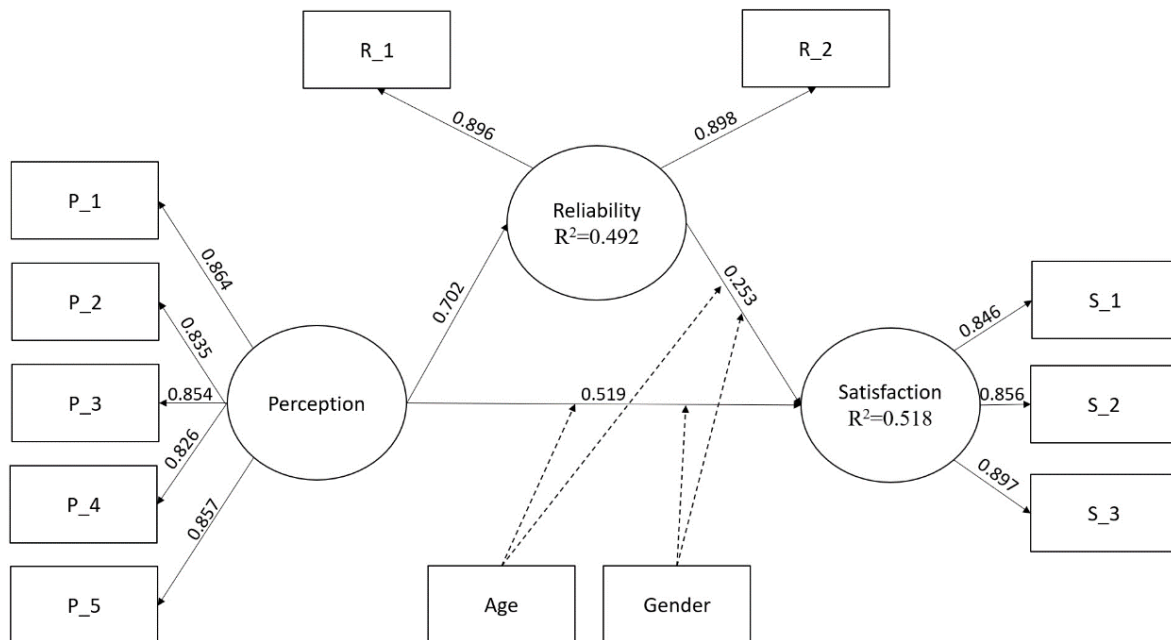 R_1
R_2
0.896
0.898
P_1
Reliability
R²=0.492
0.864
P_2
0.835
0.702
0.253
S_1
0.846
P_3
0.854
Perception
0.519
Satisfaction
R²=0.518
0.856
S_2
0.826
P_4
0.857
0.897
S_3
P_5
Age
Gender